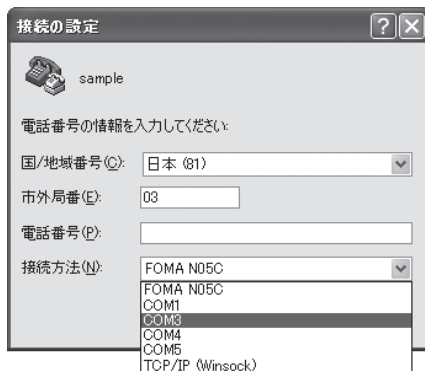 接続の設定
sample
電話番号の情報を入力してください:
国/地域番号(C): 日本 (81)
市外局番(E): 03
電話番号(P):
接続方法(N): FOMA N05C
FOMA N05C
COM1
COM3
COM4
COM5
TCP/IP (Winsock)